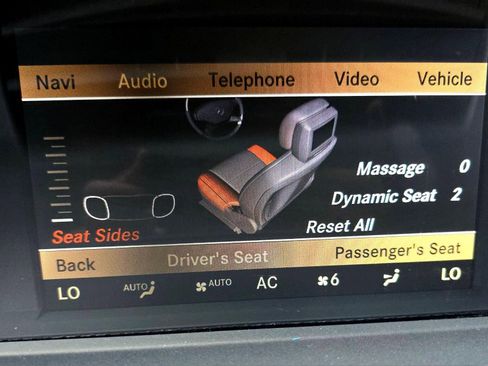 Navi Audio Telephone Video Vehicle
Massage 0
Dynamic Seat 2
Reset All
Seat Sides
Back Driver's Seat Passenger's Seat
LO AUTO AUTO AC 6 LO